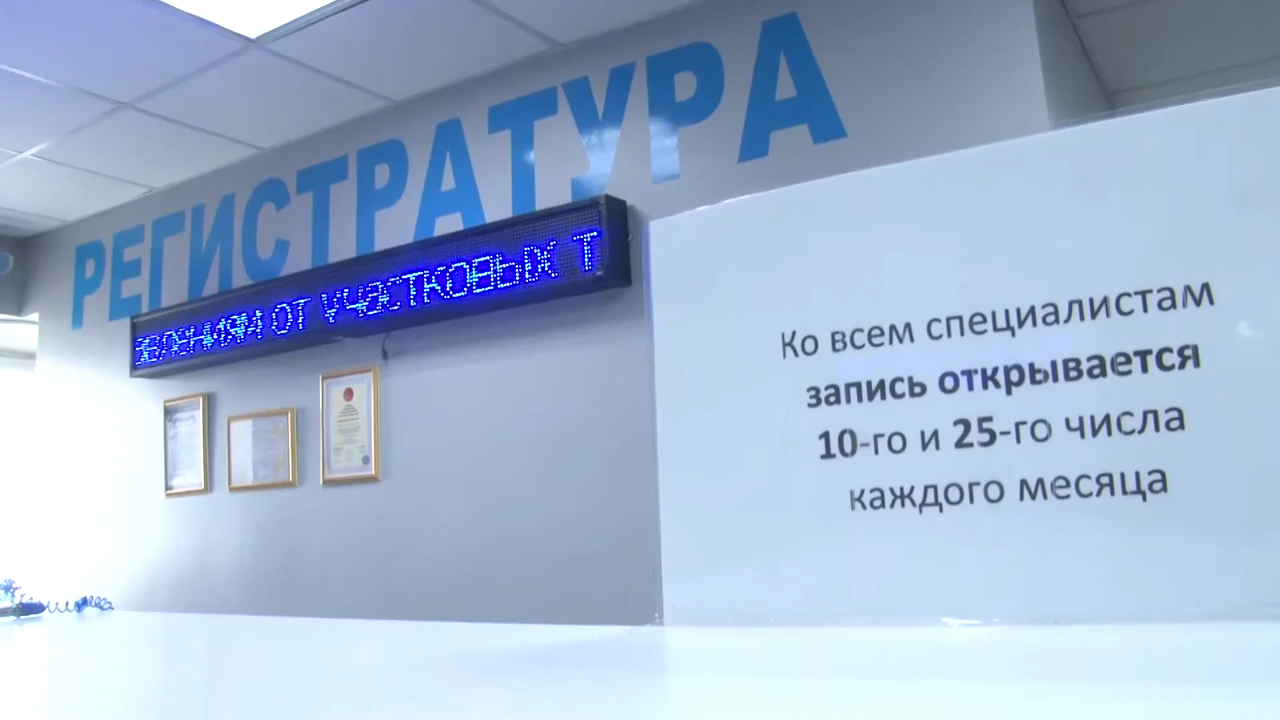 РЕГИСТРАТУРА
ОТ УЧАСТКОВЫХ Т
Ко всем специалистам
запись открывается
10-го и 25-го числа
каждого месяца